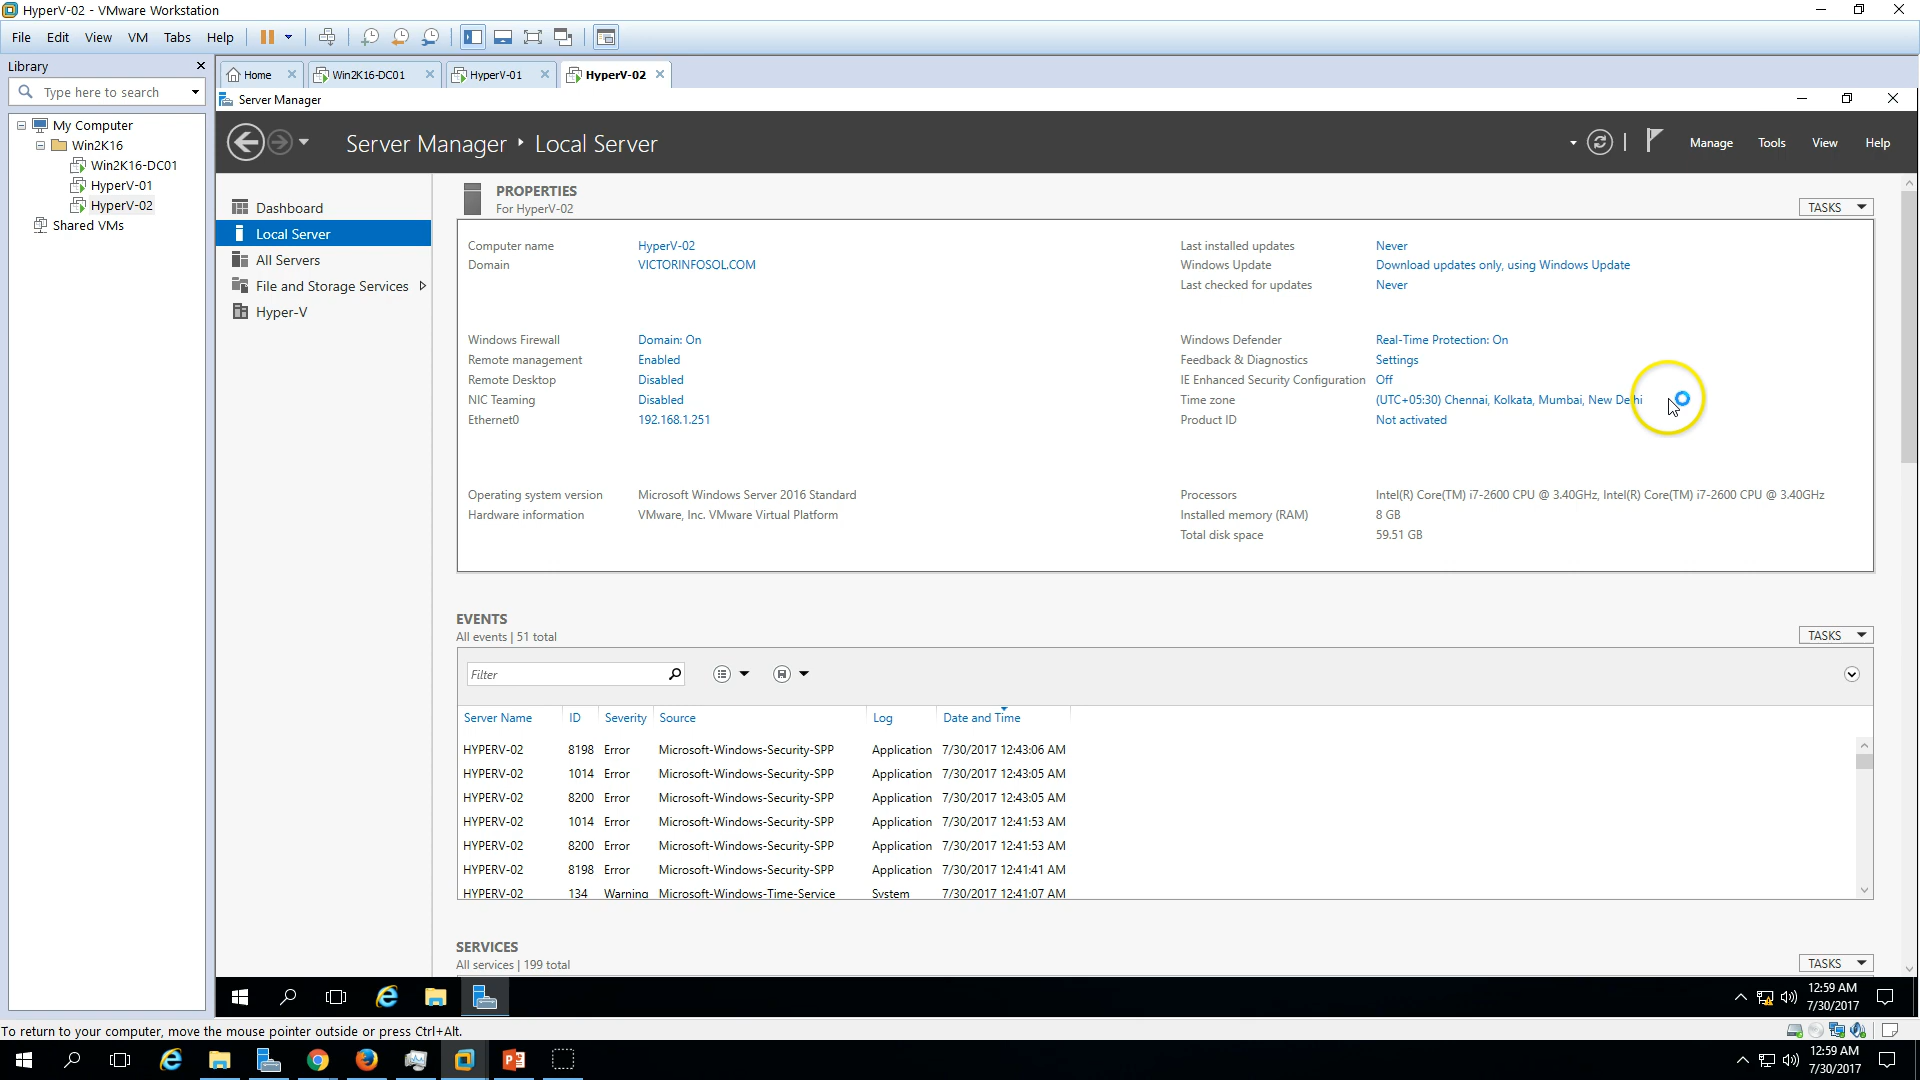 HyperV-02 - VMware Workstation
File Edit View VM Tabs Help
Library
Type here to search
My Computer
Win2K16
Win2K16-DC01
HyperV-01
HyperV-02
Shared VMs
Home
Win2K16-DC01
HyperV-01
HyperV-02
Server Manager
Server Manager Local Server
Manage Tools View Help
Dashboard
Local Server
All Servers
File and Storage Services
Hyper-V
PROPERTIES
For HyperV-02
TASKS
Computer name HyperV-02
Domain VICTORINFOSOL.COM
Last installed updates Never
Windows Update Download updates only, using Windows Update
Last checked for updates Never
Windows Firewall Domain: On
Remote management Enabled
Remote Desktop Disabled
NIC Teaming Disabled
Ethernet0 192.168.1.251
Windows Defender Real-Time Protection: On
Feedback & Diagnostics Settings
IE Enhanced Security Configuration Off
Time zone (UTC+05:30) Chennai, Kolkata, Mumbai, New Delhi
Product ID Not activated
Operating system version Microsoft Windows Server 2016 Standard
Hardware information VMware, Inc. VMware Virtual Platform
Processors Intel(R) Core(TM) i7-2600 CPU @ 3.40GHz, Intel(R) Core(TM) i7-2600 CPU @ 3.40GHz
Installed memory (RAM) 8 GB
Total disk space 59.51 GB
EVENTS
All events | 51 total
TASKS
Filter
Server Name ID Severity Source Log Date and Time
HYPERV-02 8198 Error Microsoft-Windows-Security-SPP Application 7/30/2017 12:43:06 AM
HYPERV-02 1014 Error Microsoft-Windows-Security-SPP Application 7/30/2017 12:43:05 AM
HYPERV-02 8200 Error Microsoft-Windows-Security-SPP Application 7/30/2017 12:43:05 AM
HYPERV-02 1014 Error Microsoft-Windows-Security-SPP Application 7/30/2017 12:41:53 AM
HYPERV-02 8200 Error Microsoft-Windows-Security-SPP Application 7/30/2017 12:41:53 AM
HYPERV-02 8198 Error Microsoft-Windows-Security-SPP Application 7/30/2017 12:41:41 AM
HYPERV-02 134 Warning Microsoft-Windows-Time-Service System 7/30/2017 12:41:07 AM
SERVICES
All services | 199 total
TASKS
12:59 AM
7/30/2017
To return to your computer, move the mouse pointer outside or press Ctrl+Alt.
12:59 AM
7/30/2017